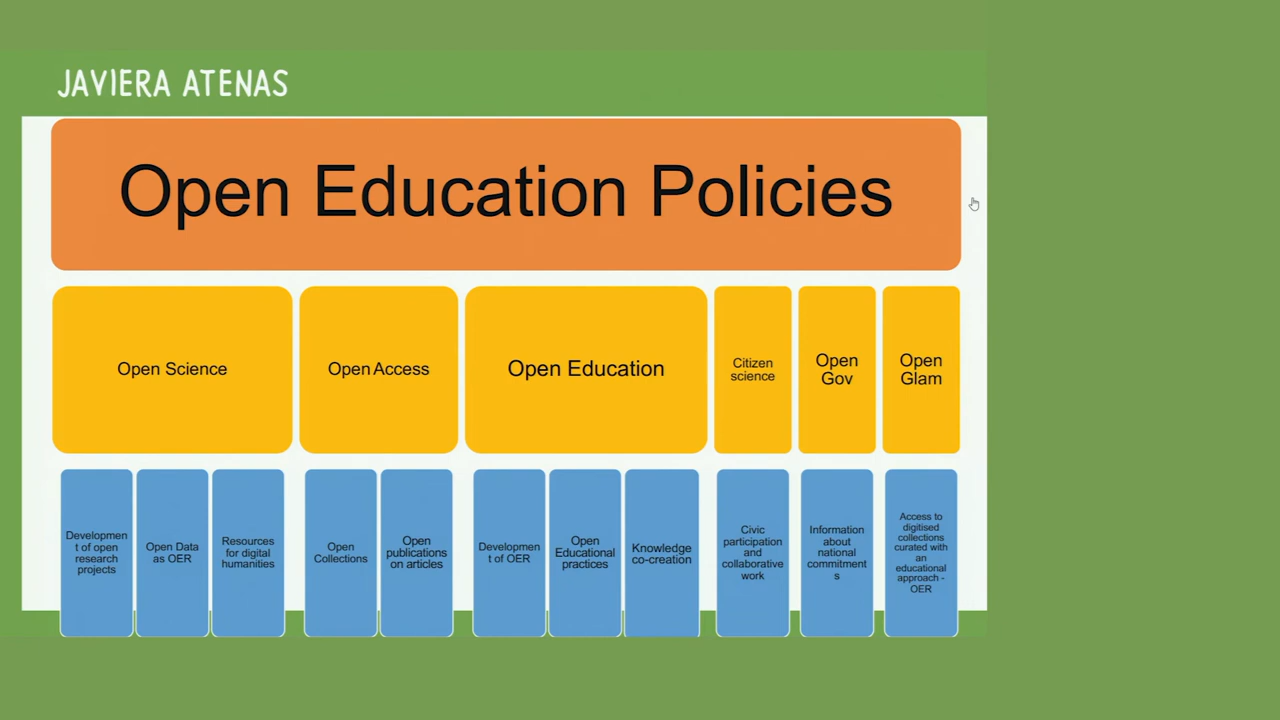 JAVIERA ATENAS
Open Education Policies
Open Science
Open Access
Open Education
Citizen
science
Open
Gov
Open
Glam
Developmen
t of open
research
projects
Open Data
as OER
Resources
for digital
humanities
Open
Collections
Open
publications
on articles
Developmen
t of OER
Open
Educational
practices
Knowledge
co-creation
Civic
participation
and
collaborative
work
Information
about
national
commitment
s
Access to
digitised
collections
curated with
an
educational
approach -
OER